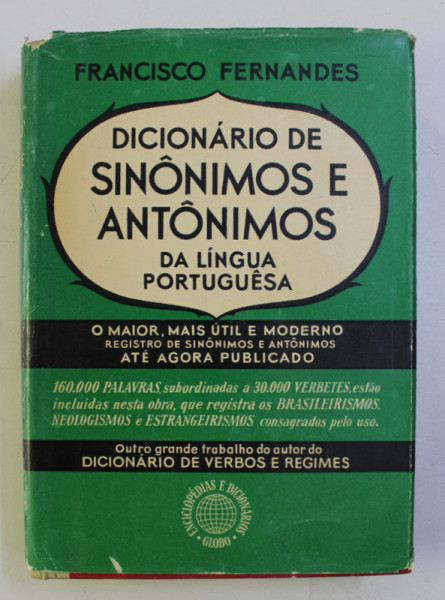 FRANCISCO FERNANDES
DICIONÁRIO DE
SINÔNIMOS E
ANTÔNIMOS
DA LÍNGUA
PORTUGUÊSA
O MAIOR, MAIS ÚTIL E MODERNO
REGISTRO DE SINÔNIMOS E ANTÔNIMOS
ATÉ AGORA PUBLICADO
160.000 PALAVRAS, subordinadas a 30.000 VERBETES, estão
incluidas nesta obra, que registra os BRASILEIRISMOS,
NEOLOGISMOS e ESTRANGEIRISMOS consagrados pelo uso.
Outro grande trabalho do autor do
DICIONÁRIO DE VERBOS E REGIMES
ENCICLOPÉDIAS E DICIONÁRIOS
· GLOBO ·